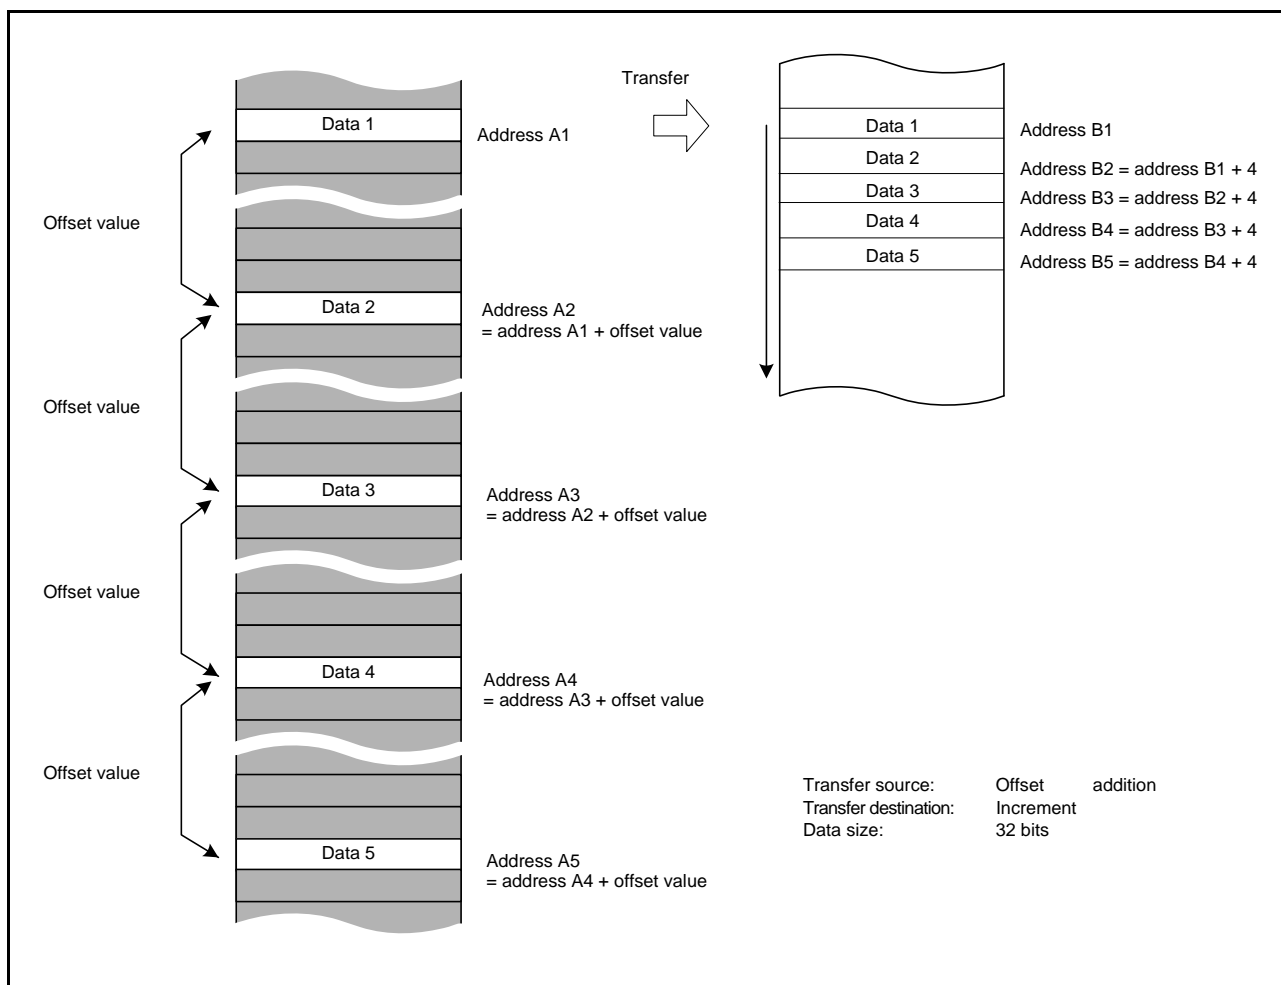 Transfer
Data 1
Address A1
Offset value
Data 2
Address A2
= address A1 + offset value
Offset value
Data 3
Address A3
= address A2 + offset value
Offset value
Data 4
Address A4
= address A3 + offset value
Offset value
Data 5
Address A5
= address A4 + offset value
Data 1
Address B1
Data 2
Address B2 = address B1 + 4
Data 3
Address B3 = address B2 + 4
Data 4
Address B4 = address B3 + 4
Data 5
Address B5 = address B4 + 4
Transfer source: Offset addition
Transfer destination: Increment
Data size: 32 bits